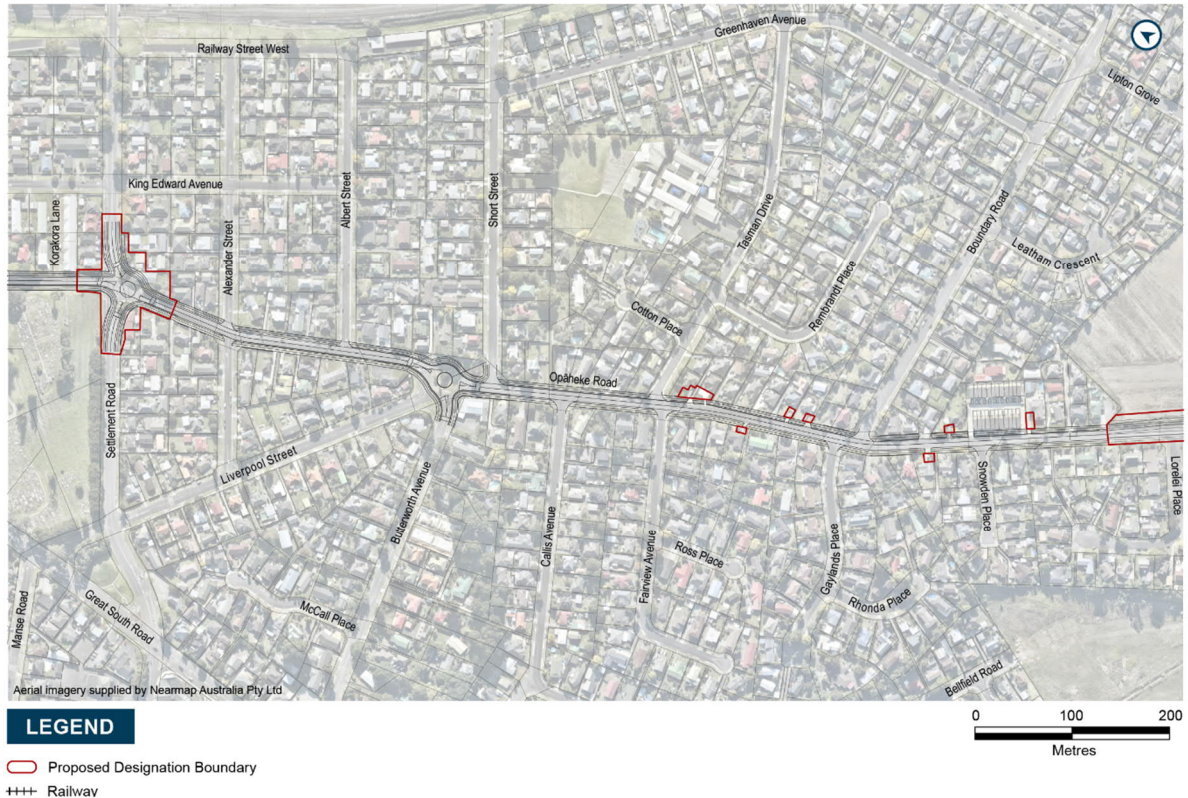 Railway Street West
Greenhaven Avenue
Lipton Grove
King Edward Avenue
Korakora Lane
Alexander Street
Albert Street
Short Street
Tasman Drive
Boundary Road
Leatham Crescent
Rembrandt Place
Cotton Place
Opāheke Road
Settlement Road
Liverpool Street
Butterworth Avenue
Callis Avenue
Fairview Avenue
Ross Place
Gaylands Place
Rhonda Place
Snowden Place
Lorelei Place
Bellfield Road
McCall Place
Great South Road
Manse Road
Aerial imagery supplied by Nearmap Australia Pty Ltd
LEGEND
Proposed Designation Boundary
Railway
0 100 200
Metres